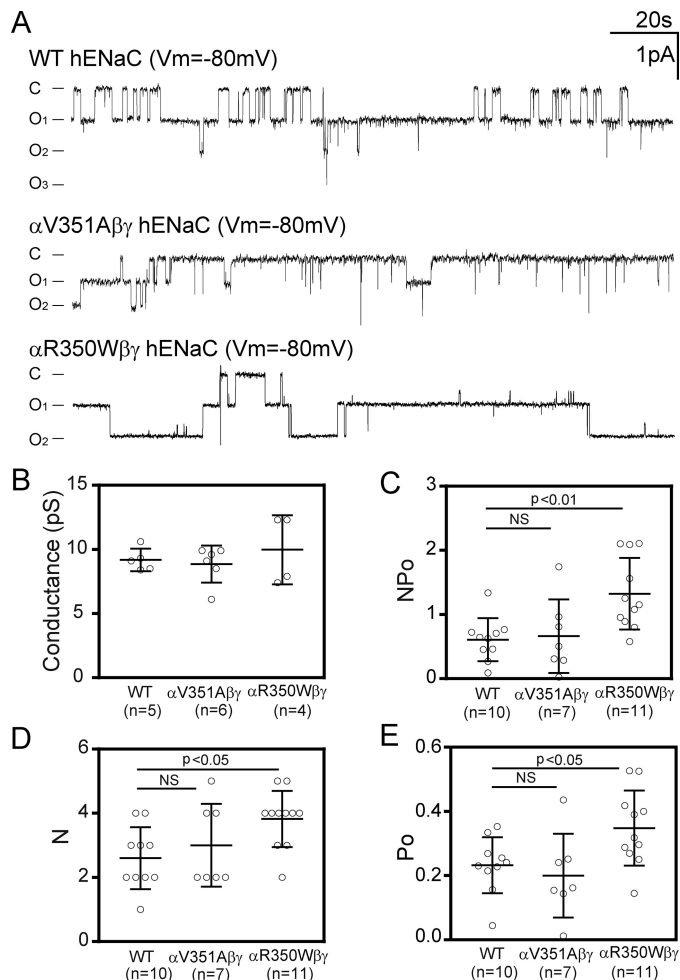 A
20s
1pA
WT hENaC (Vm=-80mV)
C
O1
O2
O3
αV351Aβγ hENaC (Vm=-80mV)
C
O1
O2
αR350Wβγ hENaC (Vm=-80mV)
C
O1
O2
B
Conductance (pS)
15
10
5
0
WT αV351Aβγ αR350Wβγ
(n=5) (n=6) (n=4)
C
NPo
3
2
1
0
p<0.01
NS
WT αV351Aβγ αR350Wβγ
(n=10) (n=7) (n=11)
D
N
6
4
2
0
p<0.05
NS
WT αV351Aβγ αR350Wβγ
(n=10) (n=7) (n=11)
E
Po
0.6
0.4
0.2
0.0
p<0.05
NS
WT αV351Aβγ αR350Wβγ
(n=10) (n=7) (n=11)